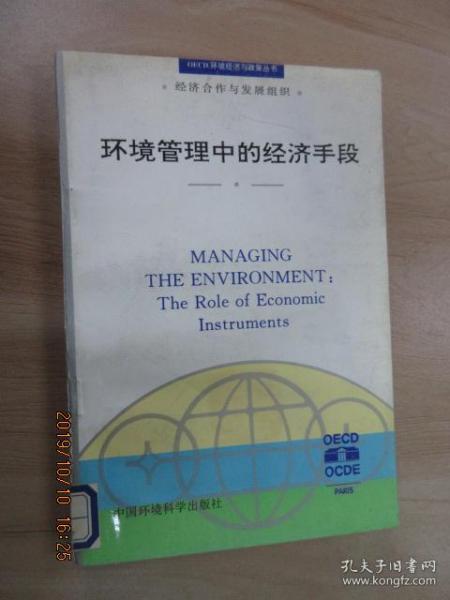 OECD环境经济与政策丛书
经济合作与发展组织
环境管理中的经济手段
MANAGING
THE ENVIRONMENT:
The Role of Economic
Instruments
OECD
OCDE
PARIS
中国环境科学出版社
2019/10/10 16:25
孔夫子旧书网
www.kongfz.com